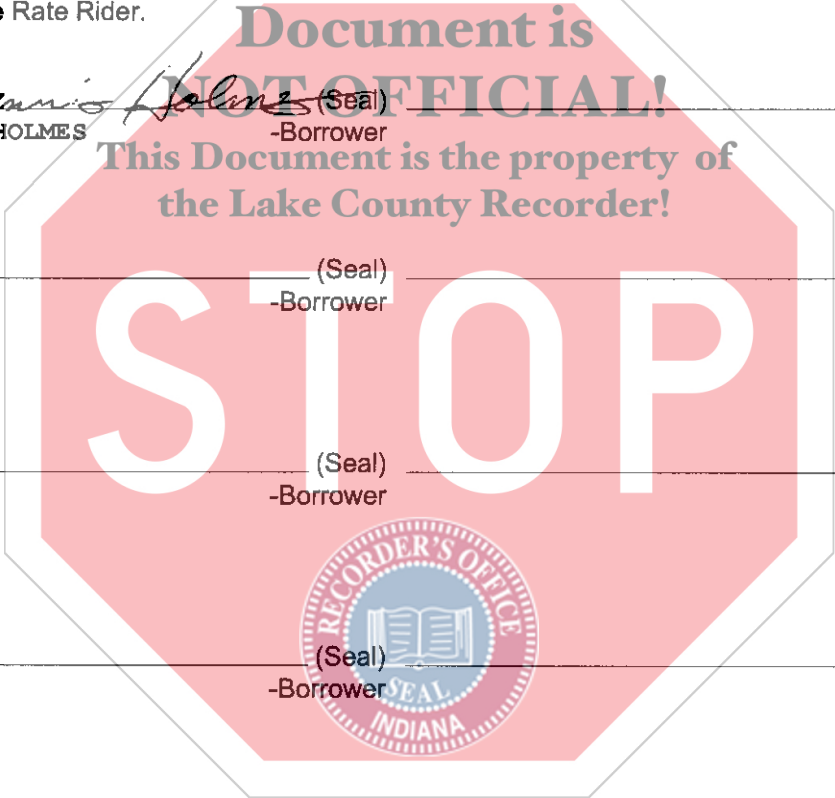 Rate Rider.
Document is
NOT OFFICIAL!
Holmes (Seal)
HOLMES -Borrower
This Document is the property of
the Lake County Recorder!
(Seal)
-Borrower
STOP
(Seal)
-Borrower
RECORDER'S OFFICE
(Seal)
-Borrower
SEAL
INDIANA